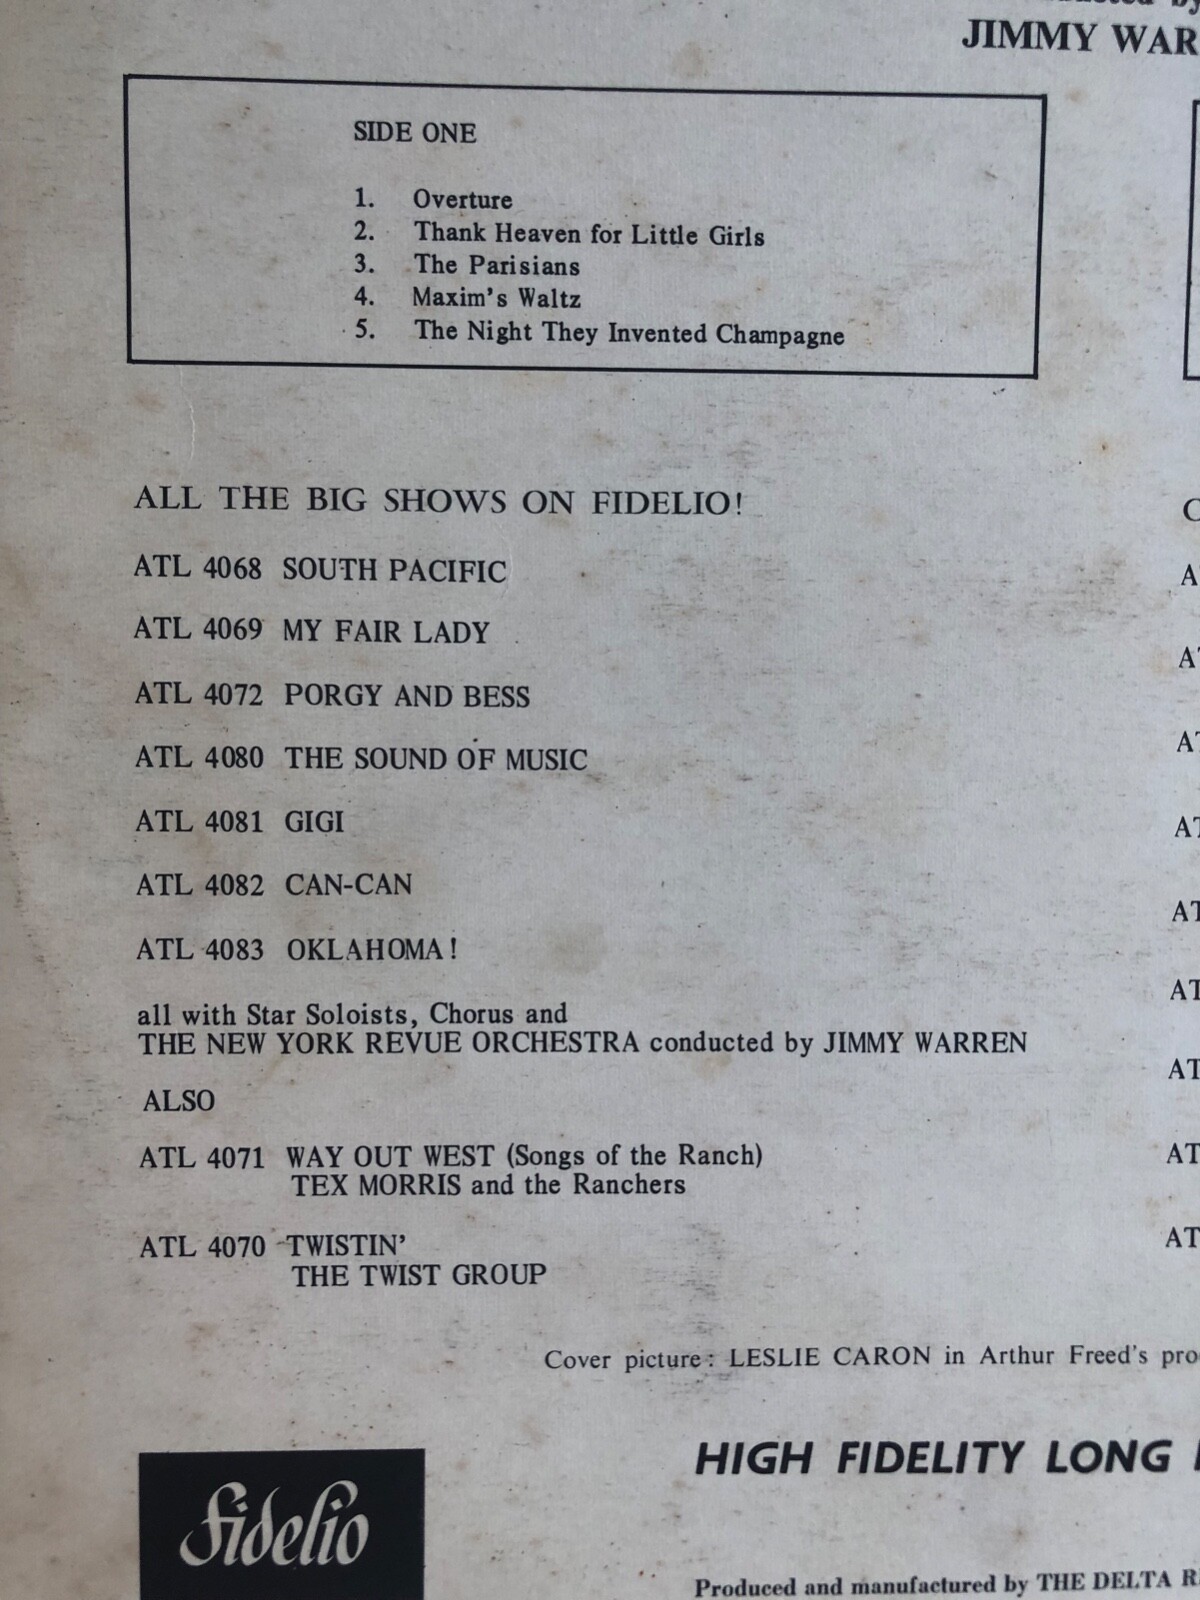 JIMMY
SIDE ONE
1. Overture
2. Thank Heaven for Little Girls
3. The Parisians
4. Maxim's Waltz
5. The Night They Invented Champagne
ALL THE BIG SHOWS ON FIDELIO!
ATL 4068 SOUTH PACIFIC
ATL 4069 MY FAIR LADY
ATL 4072 PORGY AND BESS
ATL 4080 THE SOUND OF MUSIC
ATL 4081 GIGI
ATL 4082 CAN-CAN
ATL 4083 OKLAHOMA!
all with Star Soloists, Chorus and
THE NEW YORK REVUE ORCHESTRA conducted by JIMMY WARREN
ALSO
ATL 4071 WAY OUT WEST (Songs of the Ranch)
TEX MORRIS and the Ranchers
ATL 4070 TWISTIN'
THE TWIST GROUP
Cover picture: LESLIE CARON in Arthur Freed's
HIGH FIDELITY LONG
fidelio
Produced and manufactured by THE DELTA